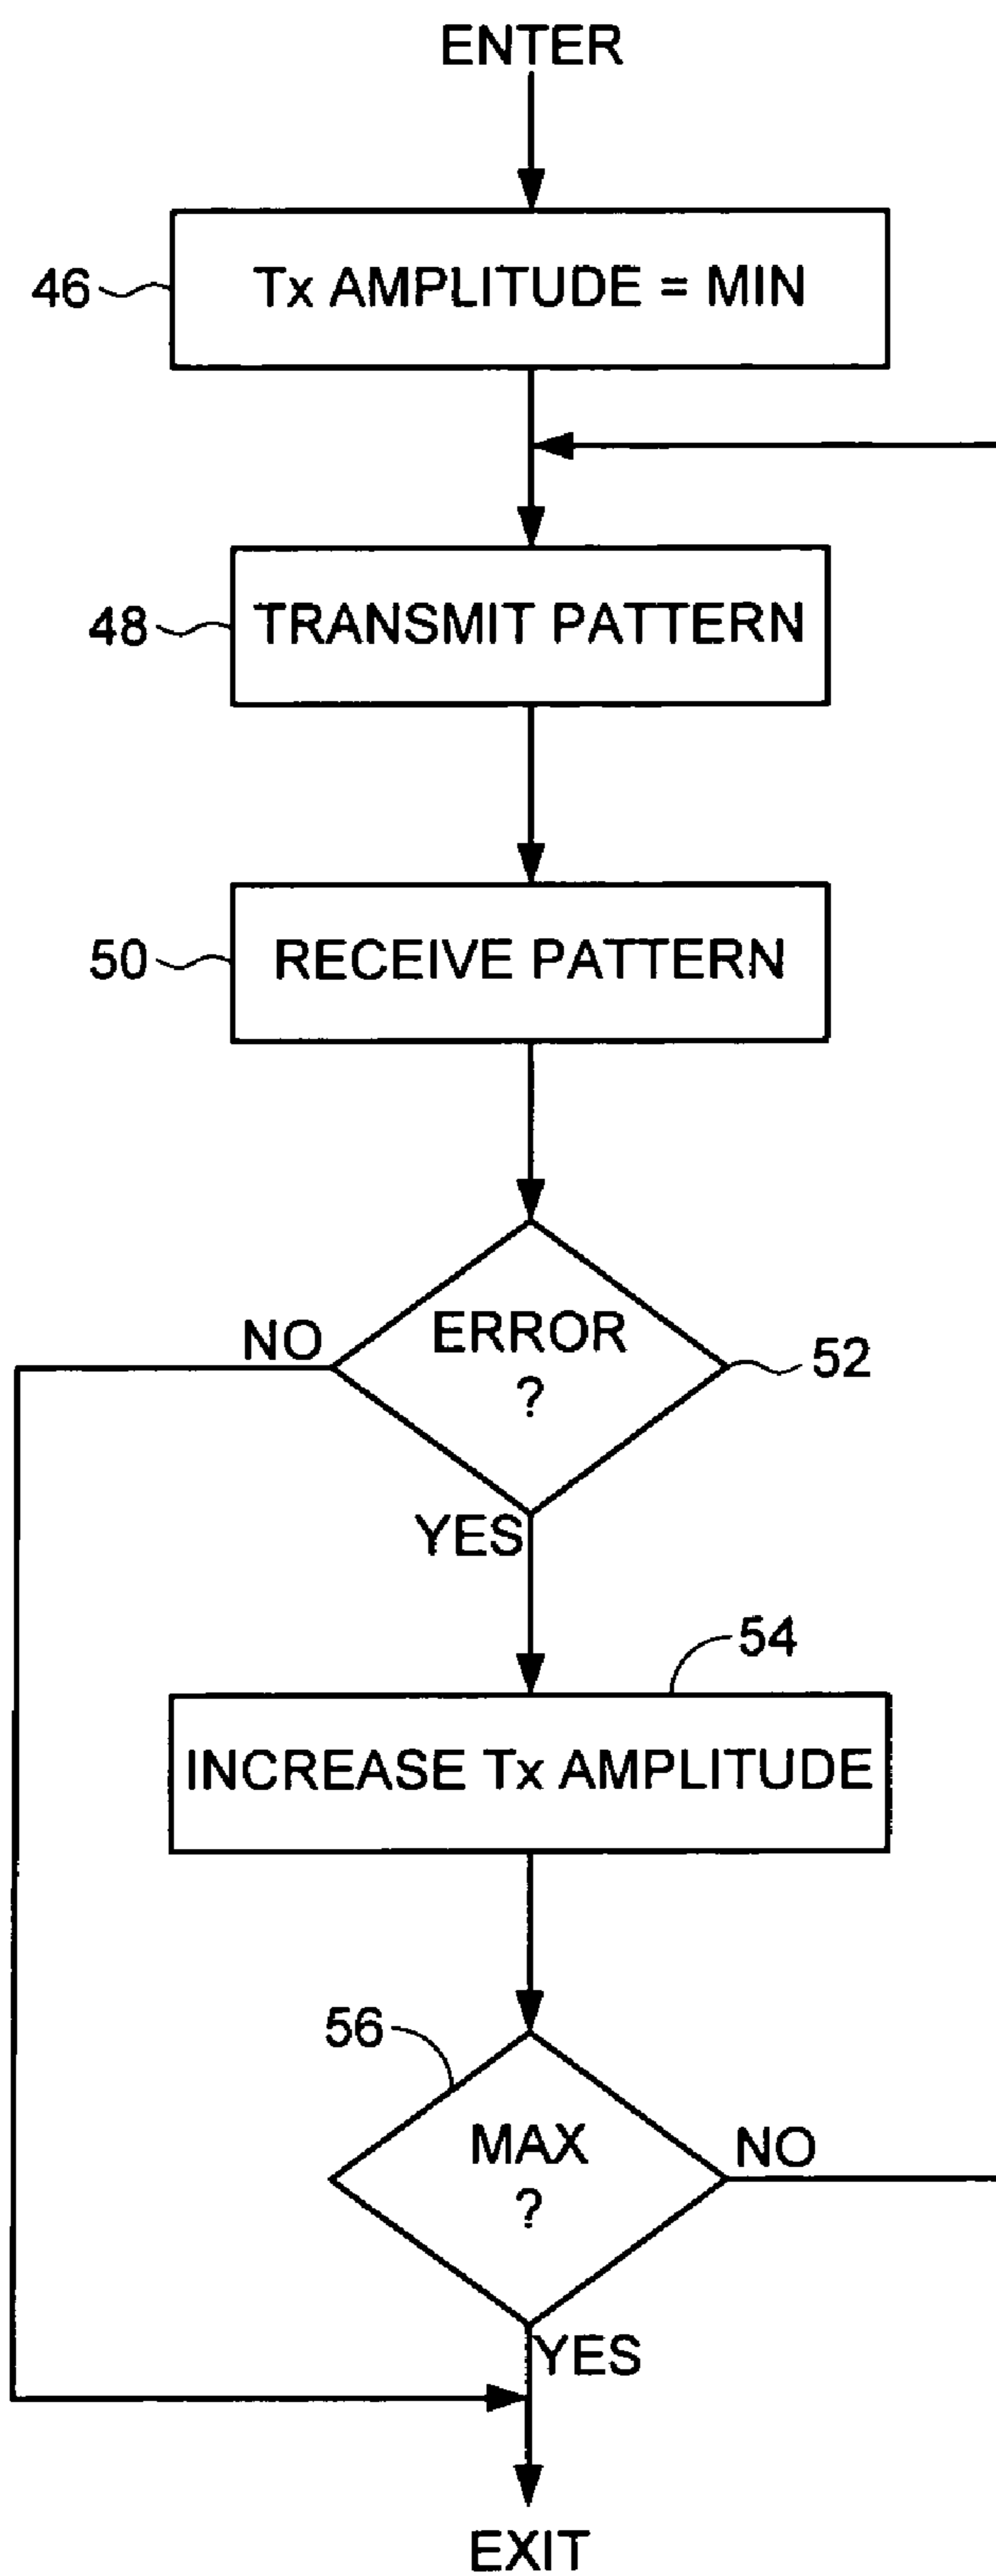 ENTER
46
Tx AMPLITUDE = MIN
48
TRANSMIT PATTERN
50
RECEIVE PATTERN
NO
ERROR
?
52
YES
54
INCREASE Tx AMPLITUDE
56
MAX
?
NO
YES
EXIT